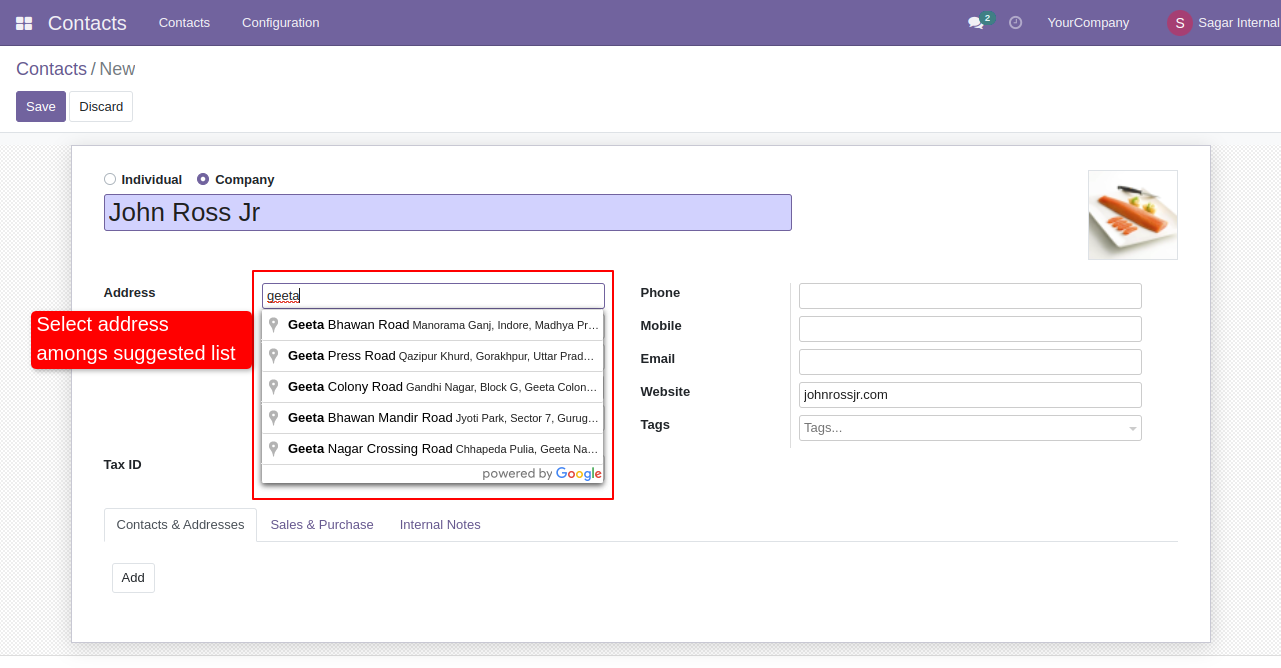 Contacts Contacts Configuration 2 YourCompany S Sagar Internal
Contacts / New
Save Discard
Individual Company
John Ross Jr
Address geeta
Select address
amongs suggested list
Geeta Bhawan Road Manorama Ganj, Indore, Madhya Pr...
Geeta Press Road Qazipur Khurd, Gorakhpur, Uttar Prad...
Geeta Colony Road Gandhi Nagar, Block G, Geeta Colon...
Geeta Bhawan Mandir Road Jyoti Park, Sector 7, Gurug...
Geeta Nagar Crossing Road Chhapeda Pulia, Geeta Na...
powered by Google
Tax ID
Phone
Mobile
Email
Website johnrossjr.com
Tags Tags...
Contacts & Addresses Sales & Purchase Internal Notes
Add